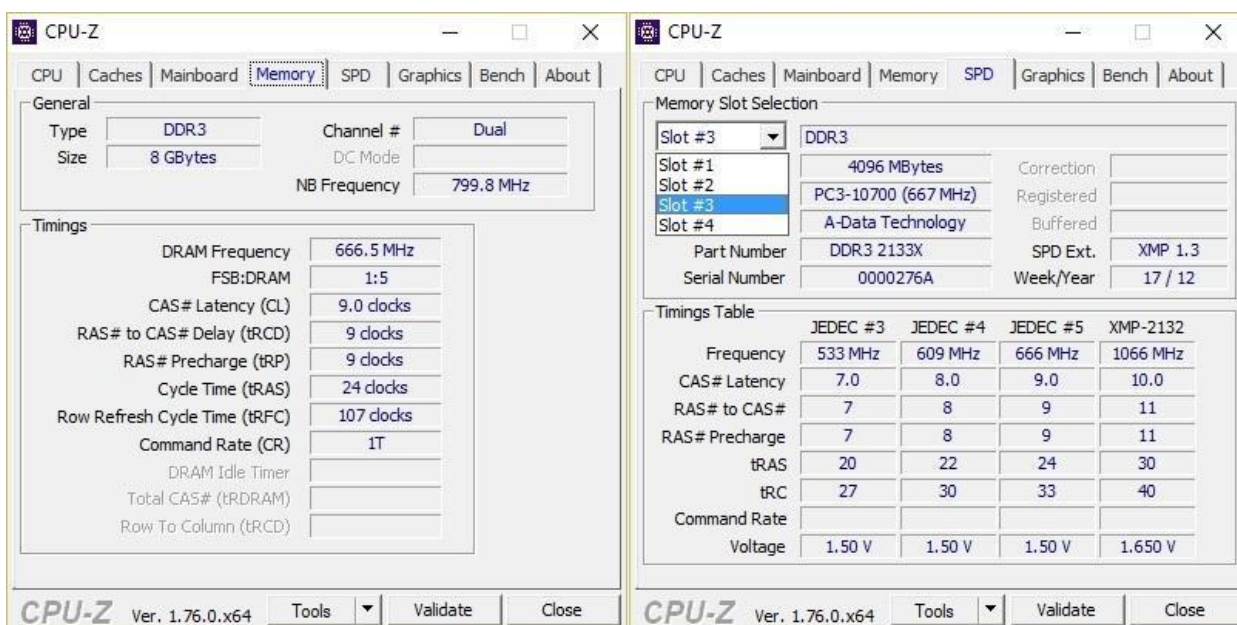 CPU-Z
CPU Caches Mainboard Memory SPD Graphics Bench About
General
Type DDR3 Channel # Dual
Size 8 GBytes DC Mode
NB Frequency 799.8 MHz
Timings
DRAM Frequency 666.5 MHz
FSB:DRAM 1:5
CAS# Latency (CL) 9.0 clocks
RAS# to CAS# Delay (tRCD) 9 clocks
RAS# Precharge (tRP) 9 clocks
Cycle Time (tRAS) 24 clocks
Row Refresh Cycle Time (tRFC) 107 clocks
Command Rate (CR) 1T
DRAM Idle Timer
Total CAS# (tRDRAM)
Row To Column (tRCD)
CPU-Z Ver. 1.76.0.x64 Tools Validate Close
CPU-Z
CPU Caches Mainboard Memory SPD Graphics Bench About
Memory Slot Selection
Slot #3 DDR3
Slot #1 4096 MBytes Correction
Slot #2 PC3-10700 (667 MHz) Registered
Slot #3
Slot #4 A-Data Technology Buffered
Part Number DDR3 2133X SPD Ext. XMP 1.3
Serial Number 0000276A Week/Year 17 / 12
Timings Table
JEDEC #3 JEDEC #4 JEDEC #5 XMP-2132
Frequency 533 MHz 609 MHz 666 MHz 1066 MHz
CAS# Latency 7.0 8.0 9.0 10.0
RAS# to CAS# 7 8 9 11
RAS# Precharge 7 8 9 11
tRAS 20 22 24 30
tRC 27 30 33 40
Command Rate
Voltage 1.50 V 1.50 V 1.50 V 1.650 V
CPU-Z Ver. 1.76.0.x64 Tools Validate Close